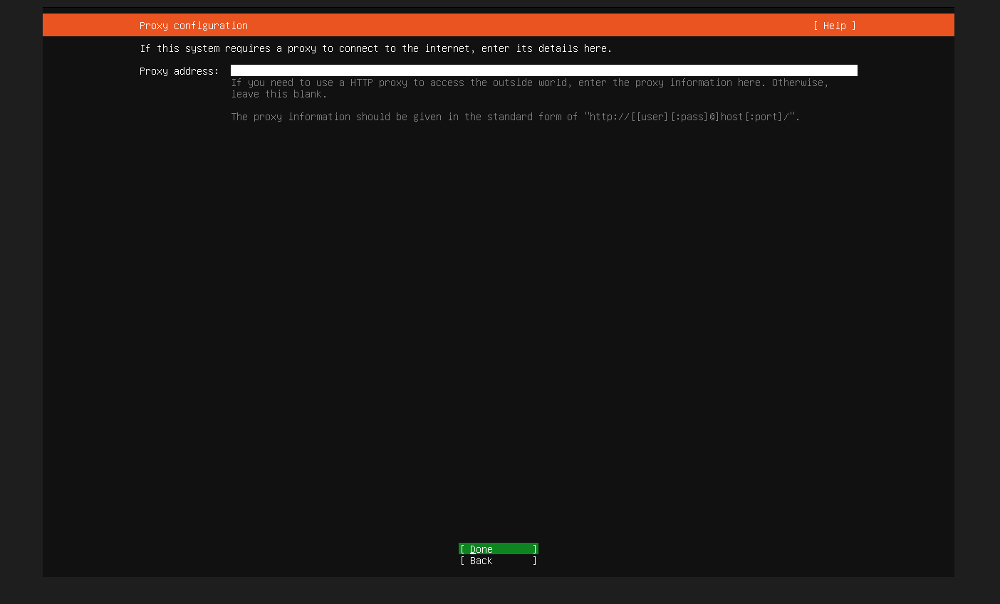 Proxy configuration [ Help ]
If this system requires a proxy to connect to the internet, enter its details here.
Proxy address:
If you need to use a HTTP proxy to access the outside world, enter the proxy information here. Otherwise,
leave this blank.
The proxy information should be given in the standard form of "http://[[user][:pass]@]host[:port]/".
[ Done ]
[ Back ]